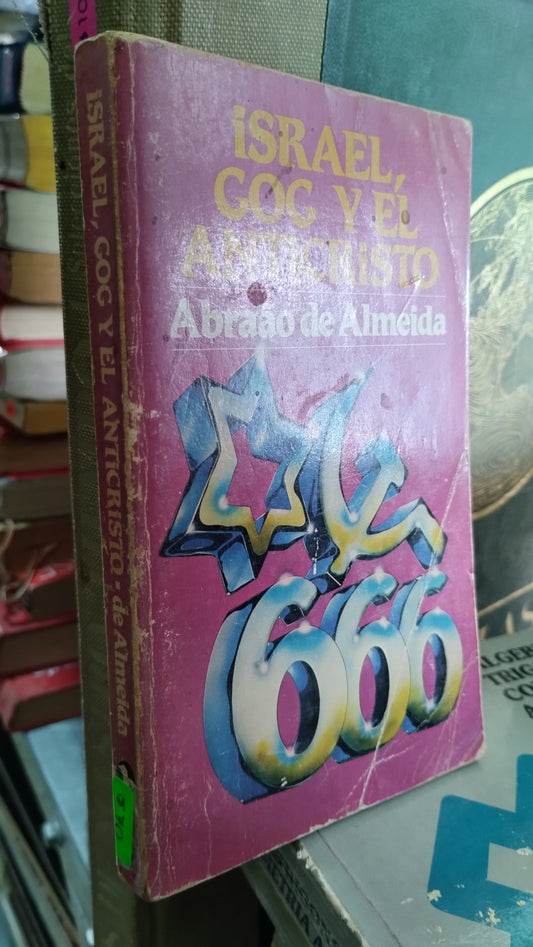 iSRAEL,
GOG Y EL
ANTICRiSTO
Abraão de Almeida
666
iSRAEL, GOG Y EL ANTICRISTO - de Almeida